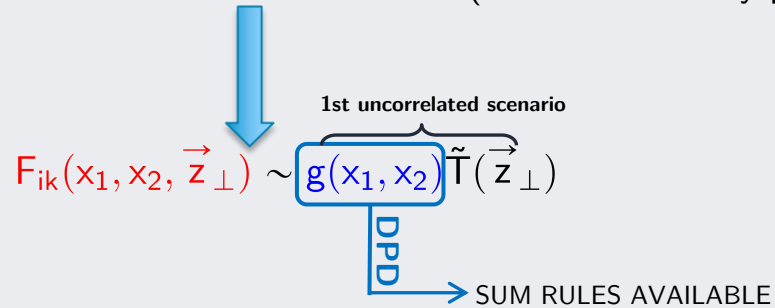 (
1st uncorrelated scenario
F_ik(x₁, x₂, z⃗_⊥) ∼ g(x₁, x₂) T̃(z⃗_⊥)
DPD
SUM RULES AVAILABLE